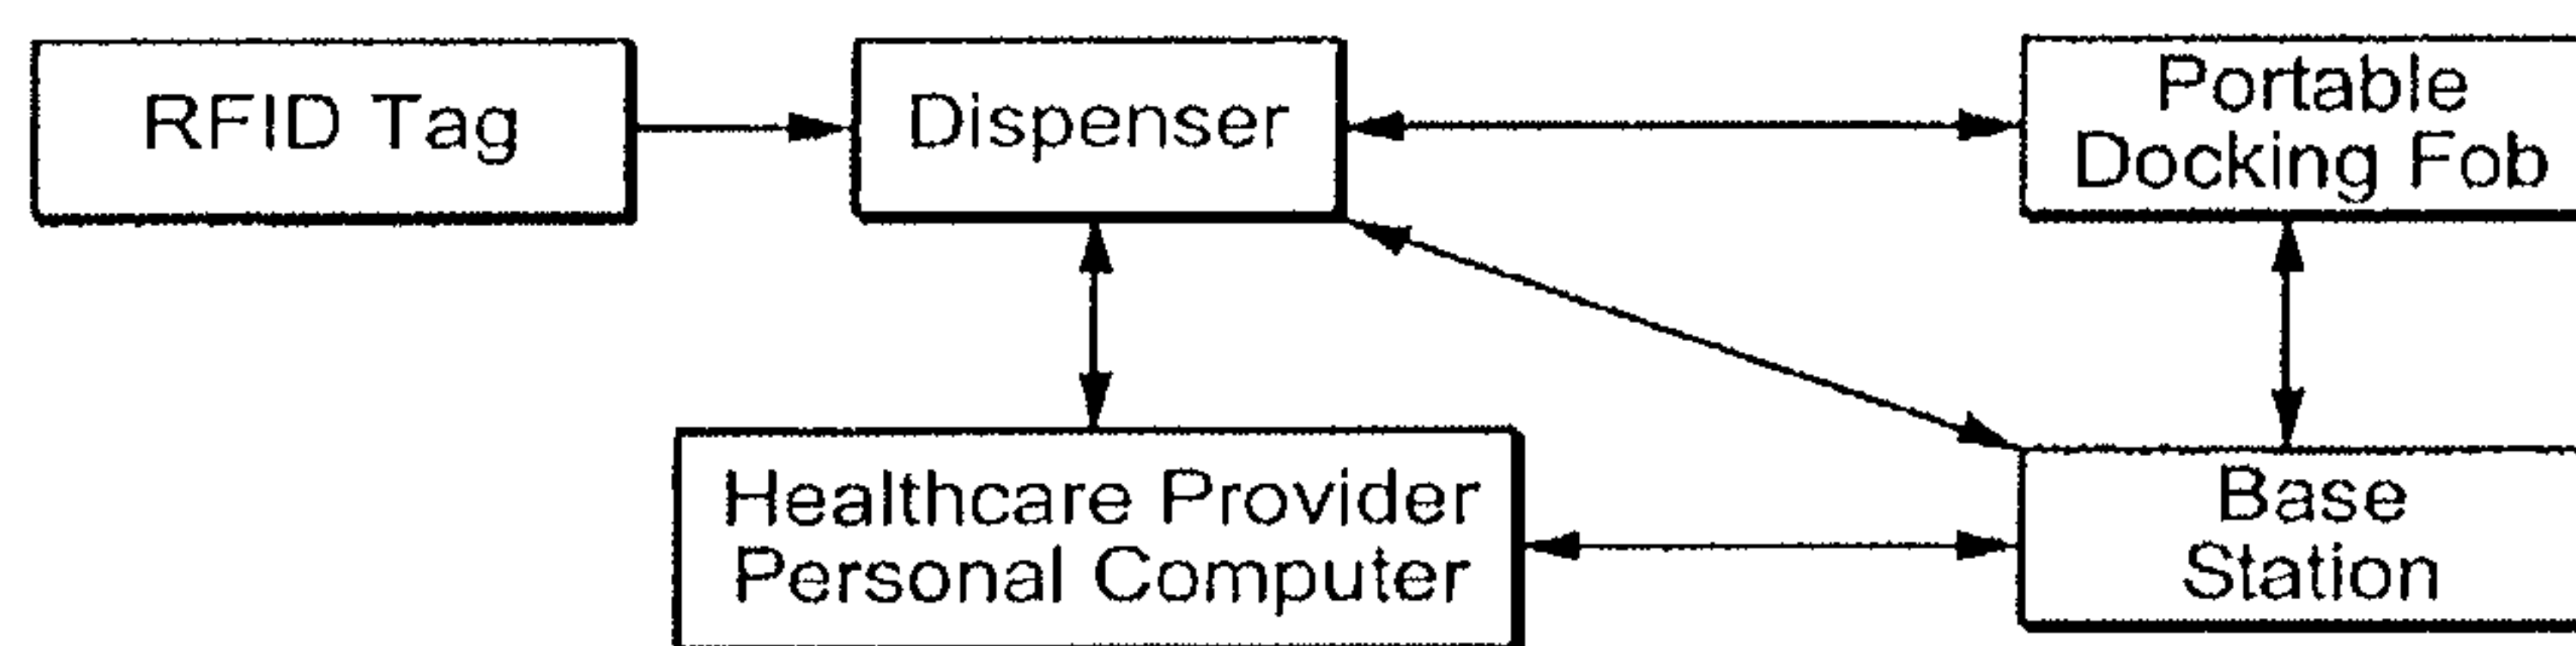 RFID Tag
Dispenser
Portable
Docking Fob
Healthcare Provider
Personal Computer
Base
Station